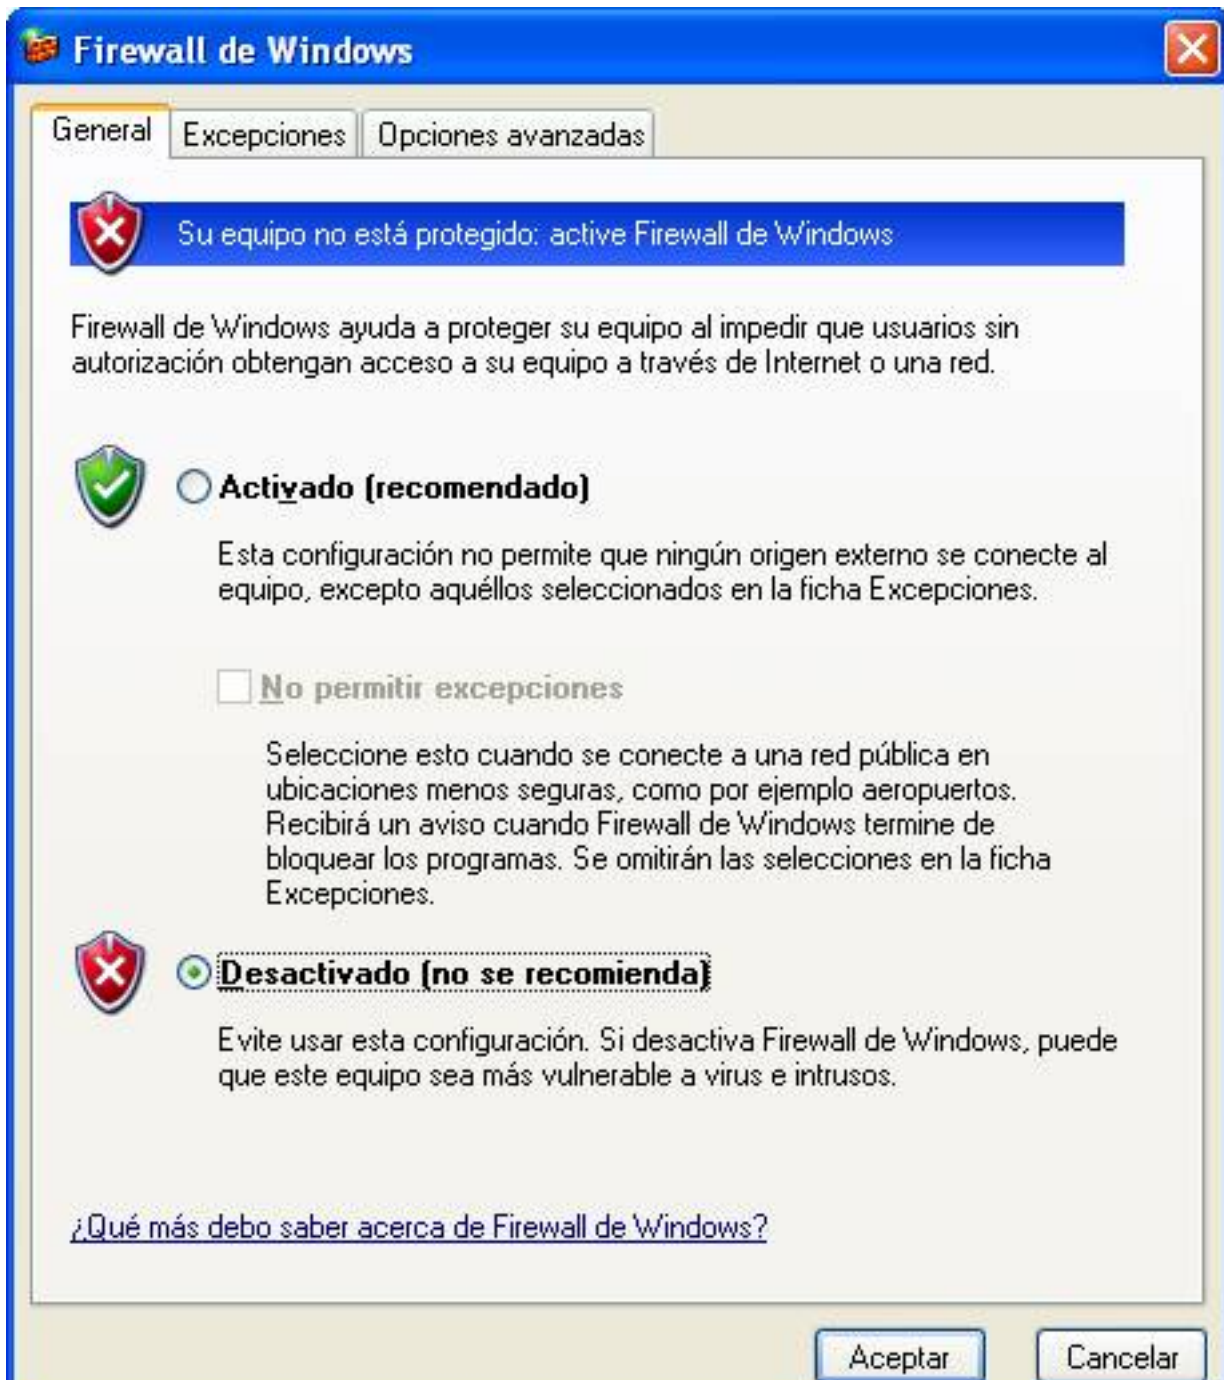 Firewall de Windows
General
Excepciones
Opciones avanzadas
Su equipo no está protegido: active Firewall de Windows
Firewall de Windows ayuda a proteger su equipo al impedir que usuarios sin
autorización obtengan acceso a su equipo a través de Internet o una red.
Activado (recomendado)
Esta configuración no permite que ningún origen externo se conecte al
equipo, excepto aquéllos seleccionados en la ficha Excepciones.
No permitir excepciones
Seleccione esto cuando se conecte a una red pública en
ubicaciones menos seguras, como por ejemplo aeropuertos.
Recibirá un aviso cuando Firewall de Windows termine de
bloquear los programas. Se omitirán las selecciones en la ficha
Excepciones.
Desactivado (no se recomienda)
Evite usar esta configuración. Si desactiva Firewall de Windows, puede
que este equipo sea más vulnerable a virus e intrusos.
¿Qué más debo saber acerca de Firewall de Windows?
Aceptar
Cancelar